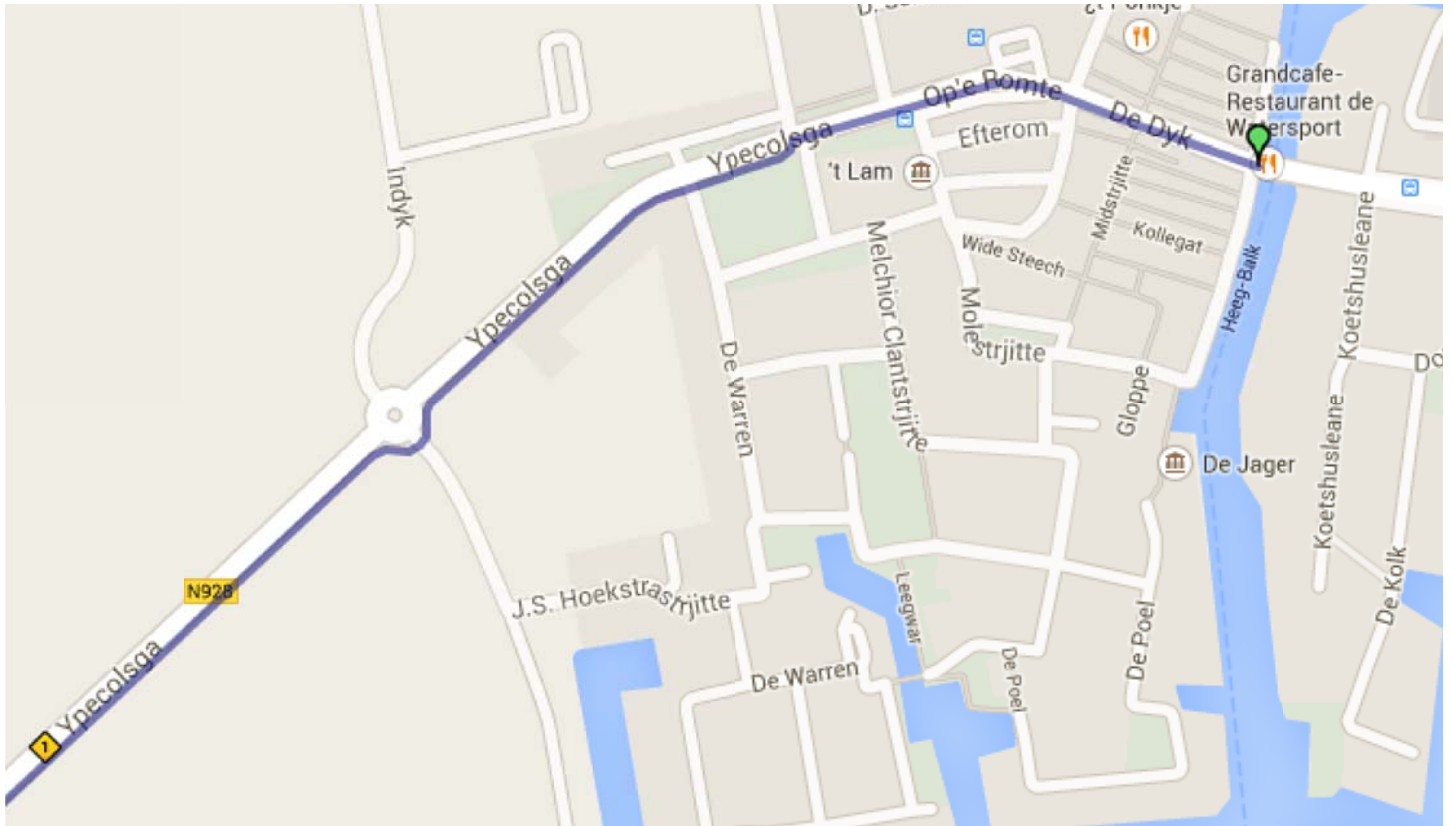 Grandcafe-
Restaurant de
Watersport
Op'e Romte
De Dyk
Ypecolsga
Efterom
't Lam
Indyk
Midstrjitte
Kollegat
Wide Steech
Koetshusleane
Melchior Clantstrjitte
Heeg-Balk
Ypecolsga
Molestrjitte
De Warren
Gloppe
Koetshusleane
De Jager
N928
J.S. Hoekstrastrjitte
Leegwar
De Kolk
Ypecolsga
De Warren
De Poel
De Poel
1